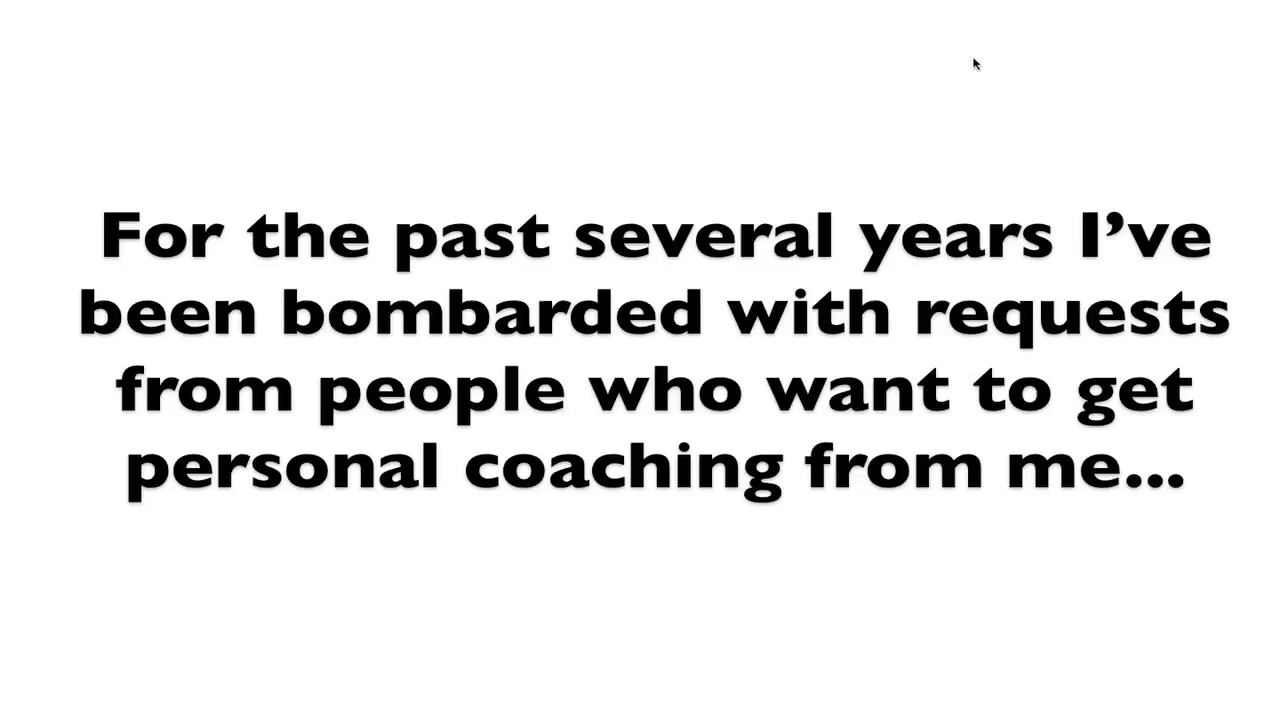 For the past several years I’ve
been bombarded with requests
from people who want to get
personal coaching from me...